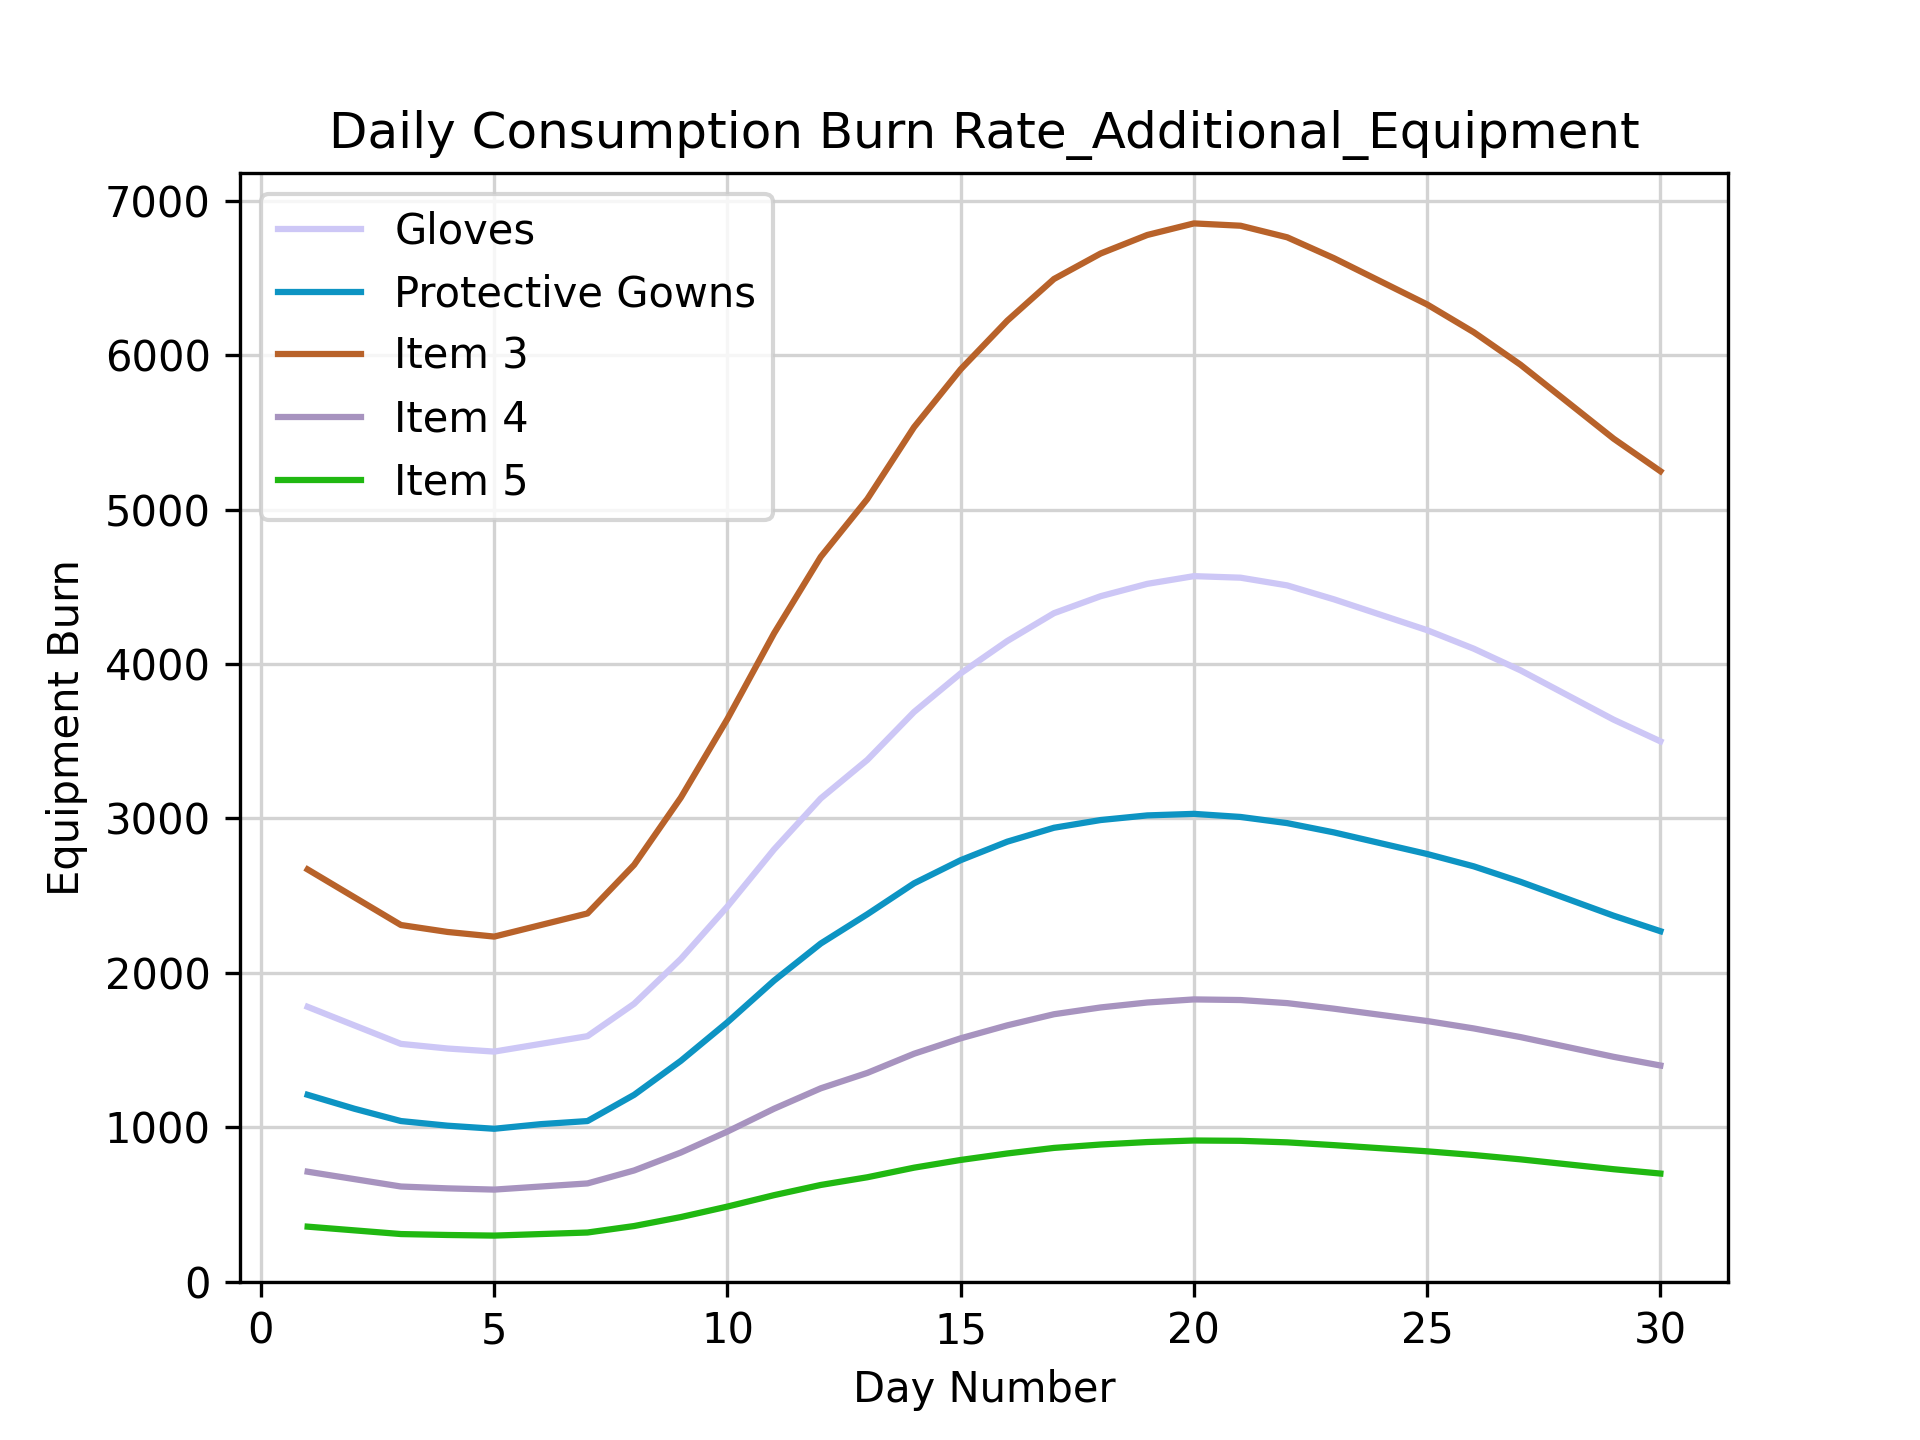 Daily Consumption Burn Rate_Additional_Equipment
7000
6000
5000
4000
3000
2000
1000
0
Equipment Burn
Gloves
Protective Gowns
Item 3
Item 4
Item 5
0 5 10 15 20 25 30
Day Number